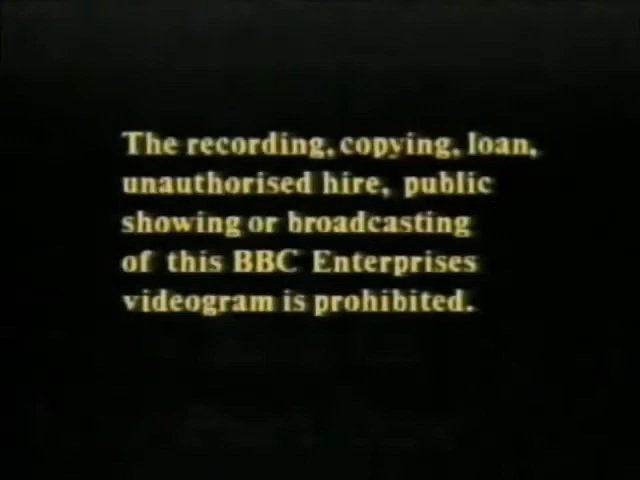 The recording, copying, loan,
unauthorised hire, public
showing or broadcasting
of this BBC Enterprises
videogram is prohibited.